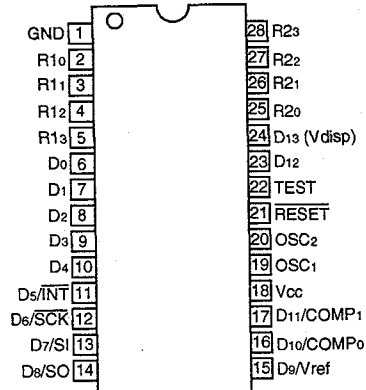 GND 1 28 R2₃
R1₀ 2 27 R2₂
R1₁ 3 26 R2₁
R1₂ 4 25 R2₀
R1₃ 5 24 D₁₃ (Vdisp)
D₀ 6 23 D₁₂
D₁ 7 22 TEST
D₂ 8 21 R̅E̅S̅E̅T̅
D₃ 9 20 OSC₂
D₄ 10 19 OSC₁
D₅/I̅N̅T̅ 11 18 Vcc
D₆/S̅C̅K̅ 12 17 D₁₁/COMP₁
D₇/SI 13 16 D₁₀/COMP₀
D₈/SO 14 15 D₉/Vref